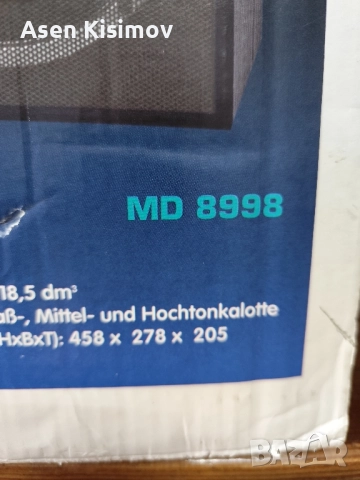 Asen Kisimov
MD 8998
18,5 dm³
aß-, Mittel- und Hochtonkalotte
HxBxT): 458 x 278 x 205
BAZAR